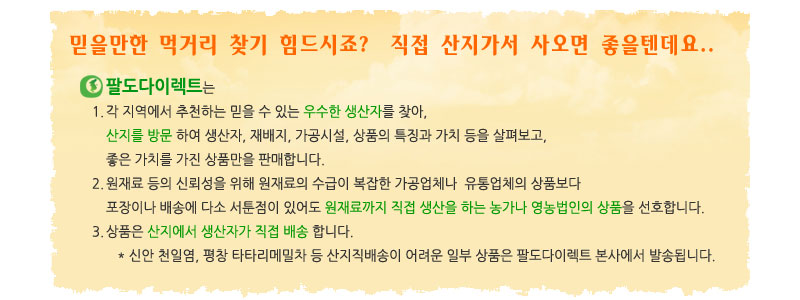 믿을만한 먹거리 찾기 힘드시죠? 직접 산지가서 사오면 좋을텐데요..
팔도다이렉트는
1. 각 지역에서 추천하는 믿을 수 있는 우수한 생산자를 찾아,
산지를 방문 하여 생산자, 재배지, 가공시설, 상품의 특징과 가치 등을 살펴보고,
좋은 가치를 가진 상품만을 판매합니다.
2. 원재료 등의 신뢰성을 위해 원재료의 수급이 복잡한 가공업체나 유통업체의 상품보다
포장이나 배송에 다소 서툰점이 있어도 원재료까지 직접 생산을 하는 농가나 영농법인의 상품을 선호합니다.
3. 상품은 산지에서 생산자가 직접 배송 합니다.
* 신안 천일염, 평창 타타리메밀차 등 산지직배송이 어려운 일부 상품은 팔도다이렉트 본사에서 발송됩니다.